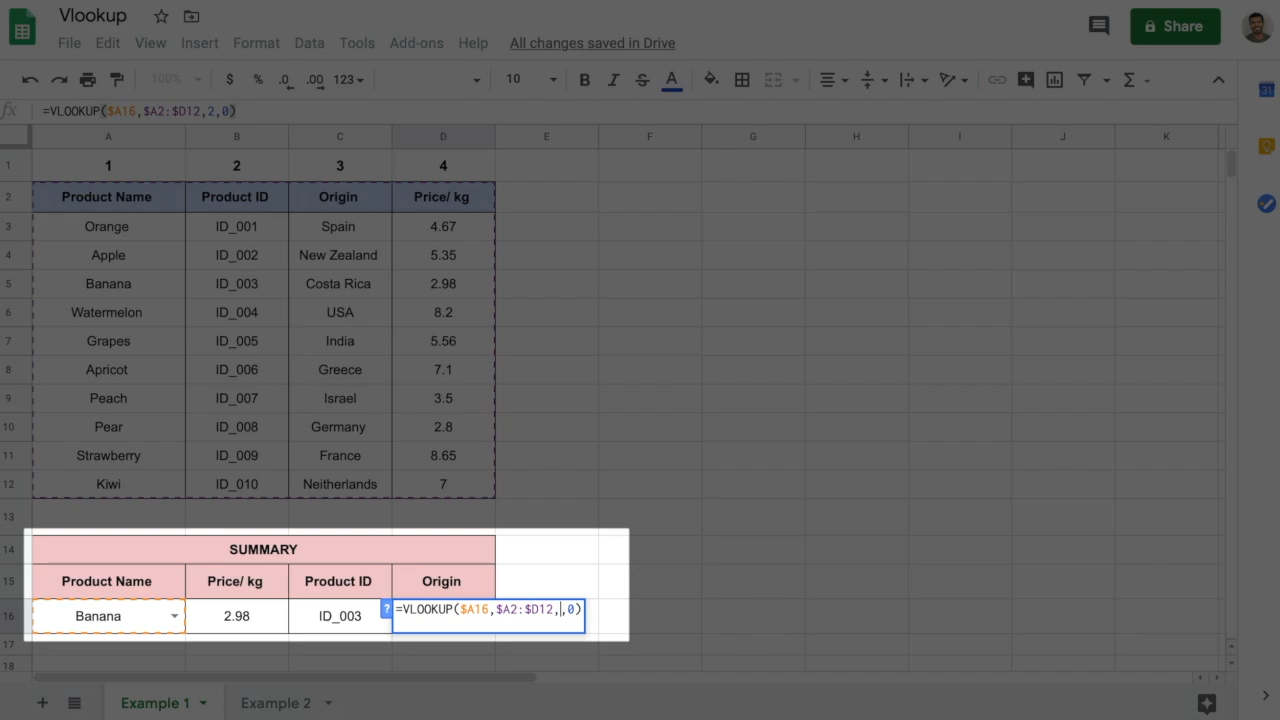 Vlookup
File Edit View Insert Format Data Tools Add-ons Help All changes saved in Drive
Share
100% $ % .0 .00 123 10 B I S A
fx =VLOOKUP($A16,$A2:$D12,2,0)
A B C D E F G H I J K
1 1 2 3 4
2 Product Name Product ID Origin Price/ kg
3 Orange ID_001 Spain 4.67
4 Apple ID_002 New Zealand 5.35
5 Banana ID_003 Costa Rica 2.98
6 Watermelon ID_004 USA 8.2
7 Grapes ID_005 India 5.56
8 Apricot ID_006 Greece 7.1
9 Peach ID_007 Israel 3.5
10 Pear ID_008 Germany 2.8
11 Strawberry ID_009 France 8.65
12 Kiwi ID_010 Neitherlands 7
13
14 SUMMARY
15 Product Name Price/ kg Product ID Origin
16 Banana 2.98 ID_003 ? =VLOOKUP($A16,$A2:$D12,,0)
17
18
Example 1 Example 2
31